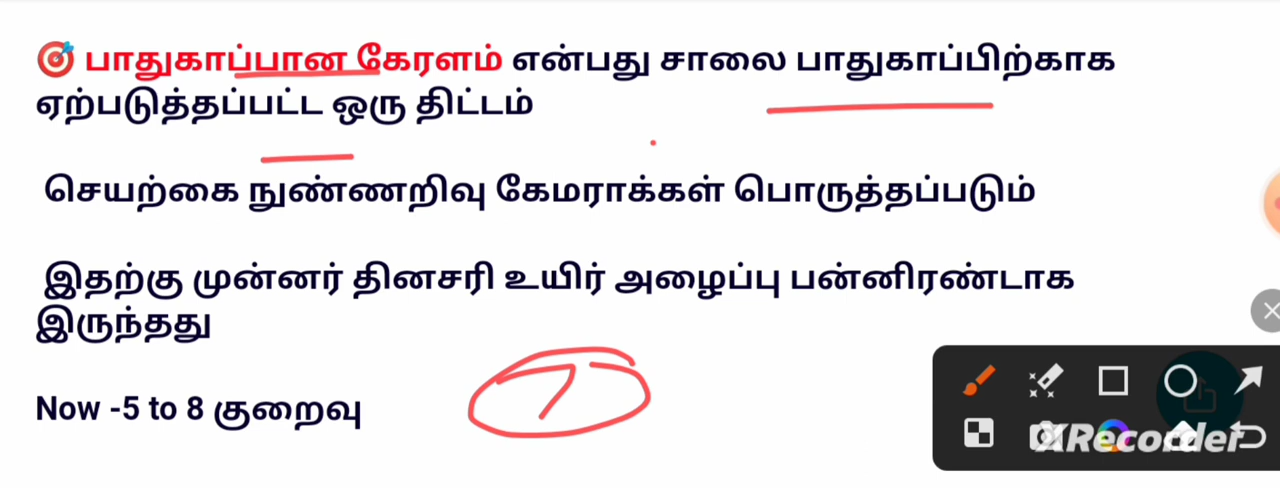 🎯 பாதுகாப்பான கேரளம் என்பது சாலை பாதுகாப்பிற்காக
ஏற்படுத்தப்பட்ட ஒரு திட்டம்
செயற்கை நுண்ணறிவு கேமராக்கள் பொருத்தப்படும்
இதற்கு முன்னர் தினசரி உயிர் அழைப்பு பன்னிரண்டாக
இருந்தது
Now -5 to 8 குறைவு
7
XRecorder